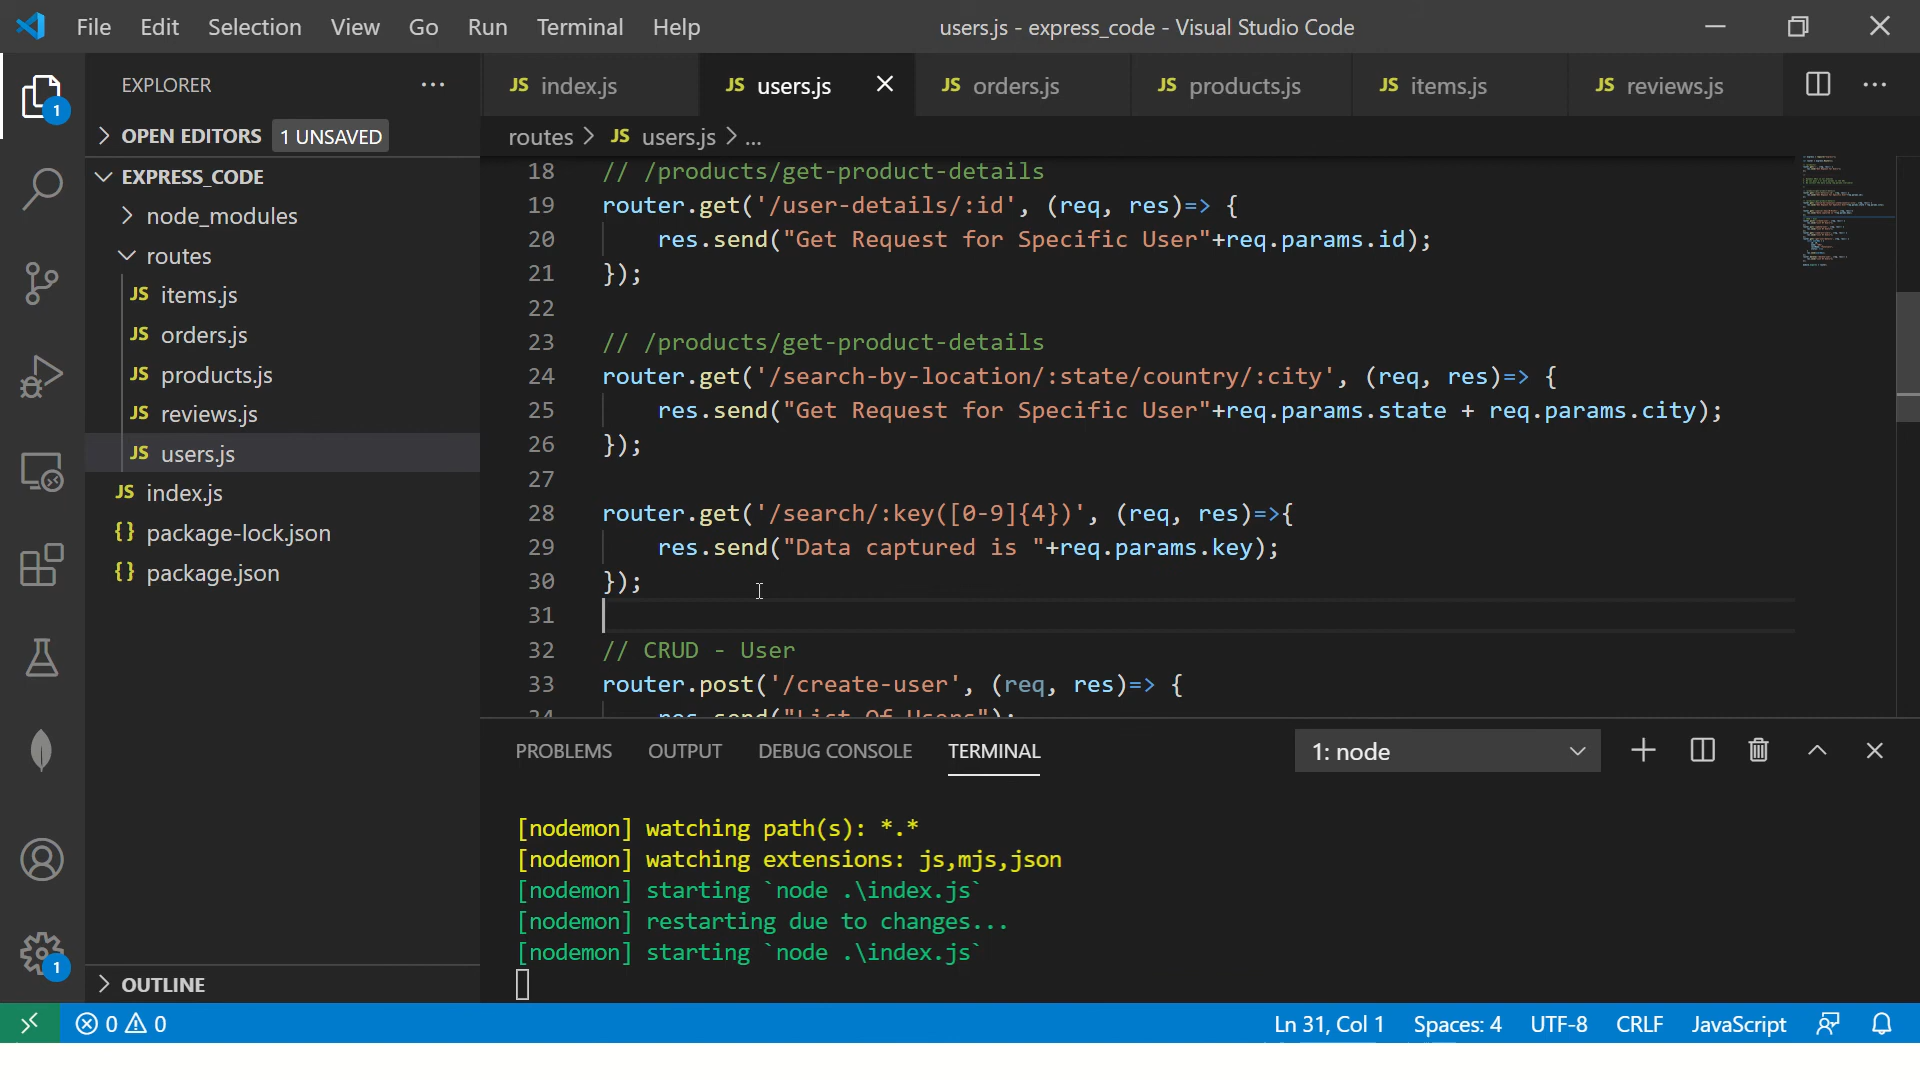 File Edit Selection View Go Run Terminal Help
users.js - express_code - Visual Studio Code
EXPLORER
JS index.js
JS users.js
JS orders.js
JS products.js
JS items.js
JS reviews.js
1
OPEN EDITORS 1 UNSAVED
EXPRESS_CODE
node_modules
routes
JS items.js
JS orders.js
JS products.js
JS reviews.js
JS users.js
JS index.js
{} package-lock.json
{} package.json
OUTLINE
1
routes > JS users.js > ...
18 // /products/get-product-details
19 router.get('/user-details/:id', (req, res)=> {
20 res.send("Get Request for Specific User"+req.params.id);
21 });
22
23 // /products/get-product-details
24 router.get('/search-by-location/:state/country/:city', (req, res)=> {
25 res.send("Get Request for Specific User"+req.params.state + req.params.city);
26 });
27
28 router.get('/search/:key([0-9]{4})', (req, res)=>{
29 res.send("Data captured is "+req.params.key);
30 });
31
32 // CRUD - User
33 router.post('/create-user', (req, res)=> {
34 res.send("List Of Users");
PROBLEMS OUTPUT DEBUG CONSOLE TERMINAL
1: node
[nodemon] watching path(s): *.*
[nodemon] watching extensions: js,mjs,json
[nodemon] starting `node .\index.js`
[nodemon] restarting due to changes...
[nodemon] starting `node .\index.js`
0 0
Ln 31, Col 1 Spaces: 4 UTF-8 CRLF JavaScript